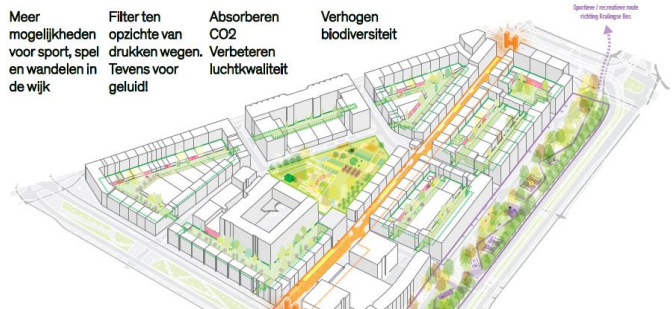 Meer
mogelijkheden
voor sport, spel
en wandelen in
de wijk
Filter ten
opzichte van
drukken wegen.
Tevens voor
geluid!
Absorberen
CO2
Verbeteren
luchtkwaliteit
Verhogen
biodiversiteit
Sportieve / recreatieve route
richting Kralingse Bos